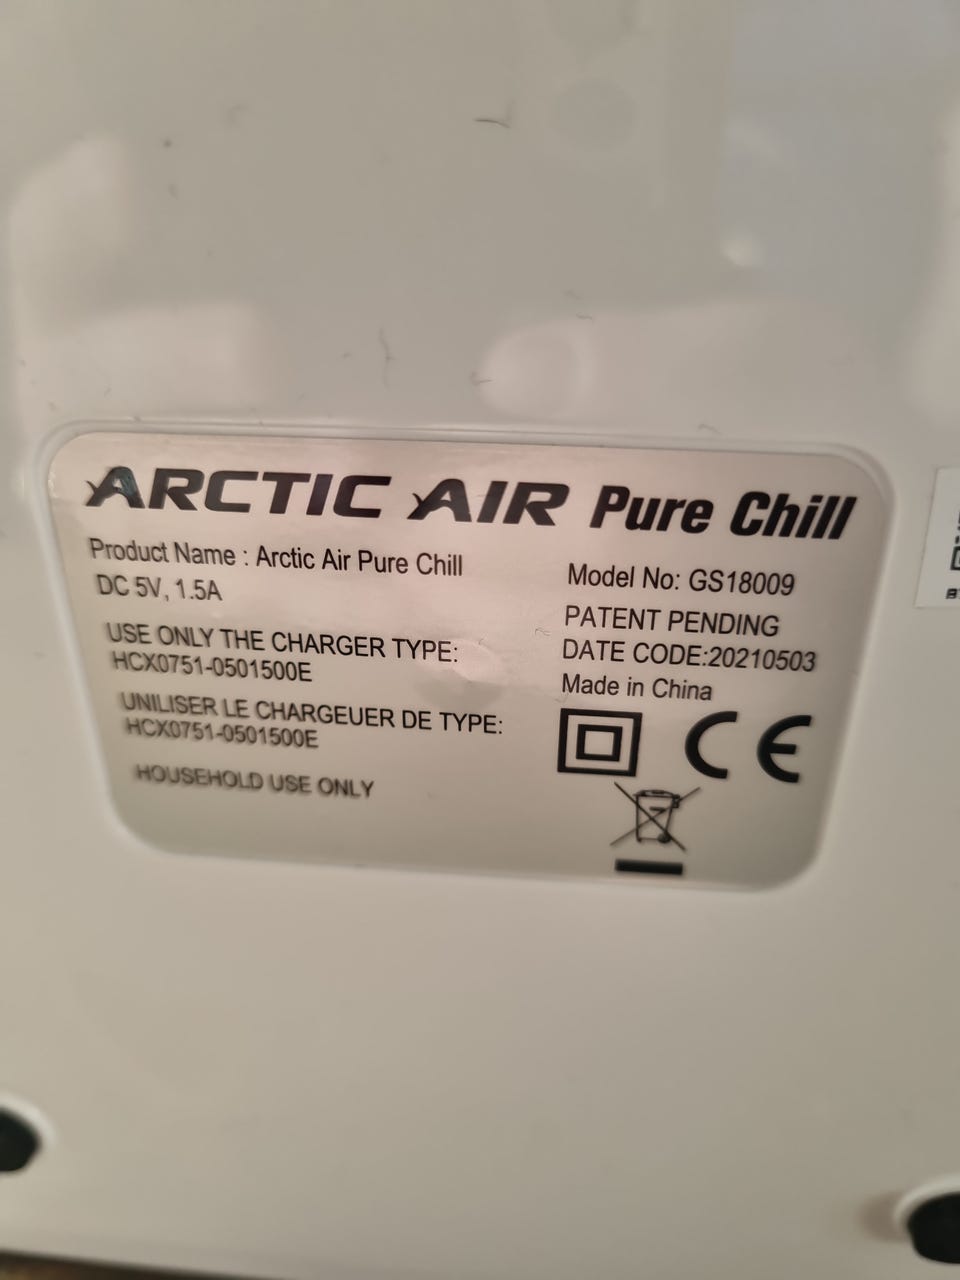 ARCTIC AIR Pure Chill
Product Name : Arctic Air Pure Chill
DC 5V, 1.5A
USE ONLY THE CHARGER TYPE:
HCX0751-0501500E
UNILISER LE CHARGEUER DE TYPE:
HCX0751-0501500E
HOUSEHOLD USE ONLY
Model No: GS18009
PATENT PENDING
DATE CODE:20210503
Made in China
CE